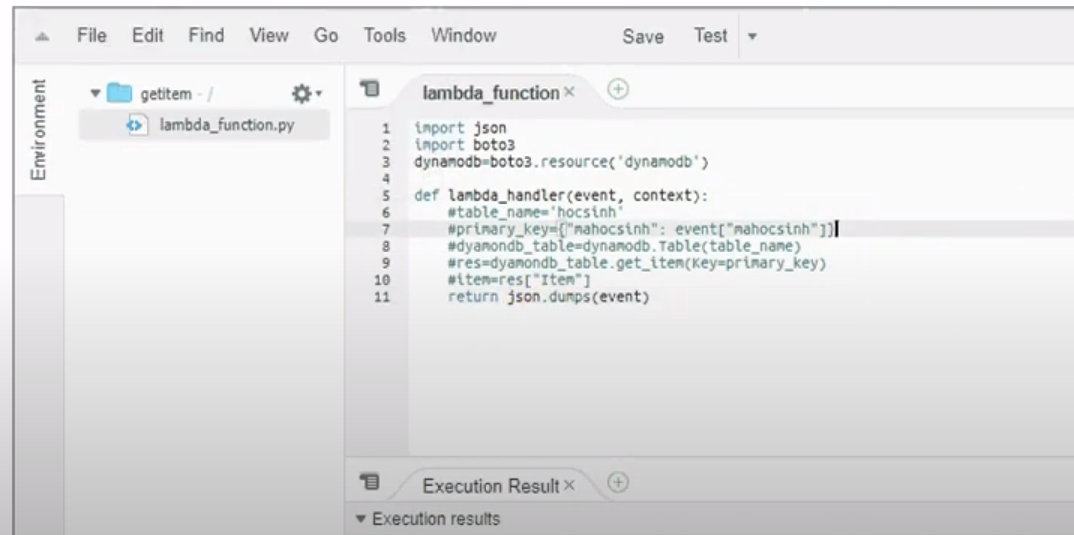 File Edit Find View Go Tools Window Save Test
Environment
getitem - /
lambda_function.py
lambda_function ×
1 import json
2 import boto3
3 dynamodb=boto3.resource('dynamodb')
4
5 def lambda_handler(event, context):
6 #table_name='hocsinh'
7 #primary_key={"mahocsinh": event["mahocsinh"]}
8 #dyamondb_table=dynamodb.Table(table_name)
9 #res=dyamondb_table.get_item(Key=primary_key)
10 #item=res["Item"]
11 return json.dumps(event)
Execution Result ×
Execution results